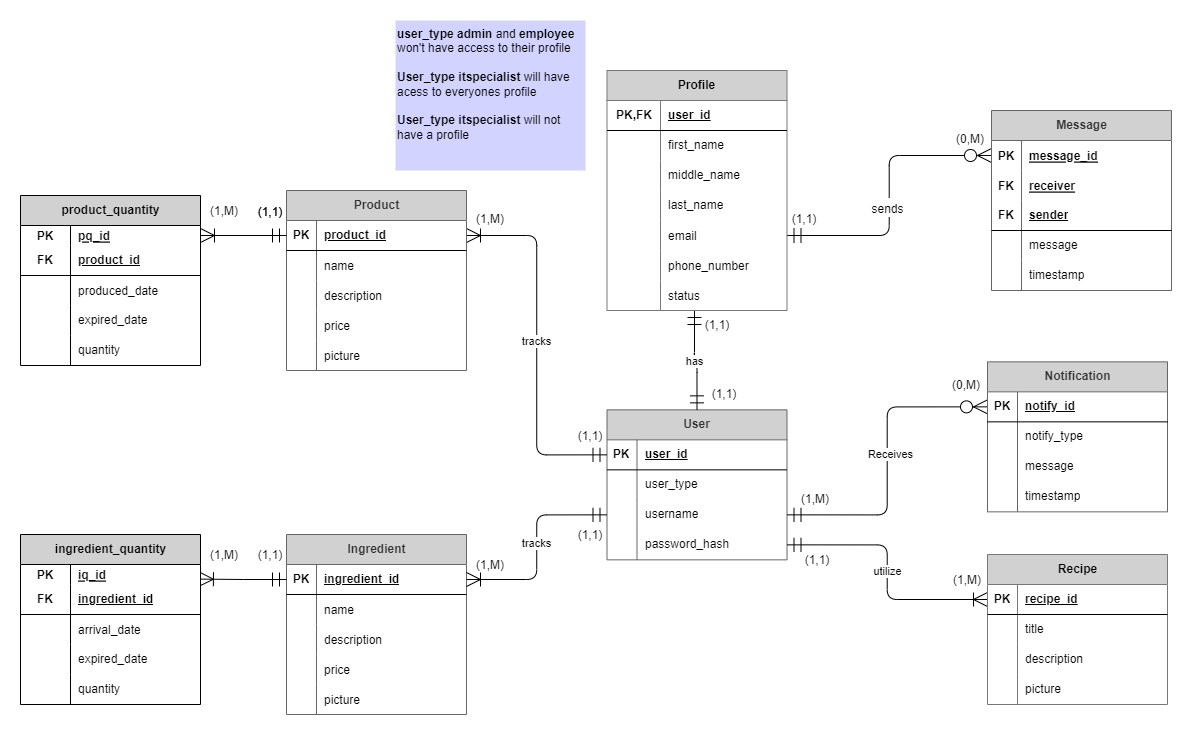 user_type admin and employee
won't have access to their profile
User_type itspecialist will have
acess to everyones profile
User_type itspecialist will not
have a profile
Profile
PK,FK user_id
first_name
middle_name
last_name
email
phone_number
status
(1,1)
sends
(0,M)
Message
PK message_id
FK receiver
FK sender
message
timestamp
product_quantity
PK pq_id
FK product_id
produced_date
expired_date
quantity
(1,M)
(1,1)
Product
PK product_id
name
description
price
picture
(1,M)
tracks
(1,1)
(1,1)
has
(1,1)
User
PK user_id
user_type
username
password_hash
(1,M)
Receives
(0,M)
Notification
PK notify_id
notify_type
message
timestamp
ingredient_quantity
PK iq_id
FK ingredient_id
arrival_date
expired_date
quantity
(1,M)
(1,1)
Ingredient
PK ingredient_id
name
description
price
picture
(1,M)
tracks
(1,1)
(1,1)
utilize
(1,M)
Recipe
PK recipe_id
title
description
picture